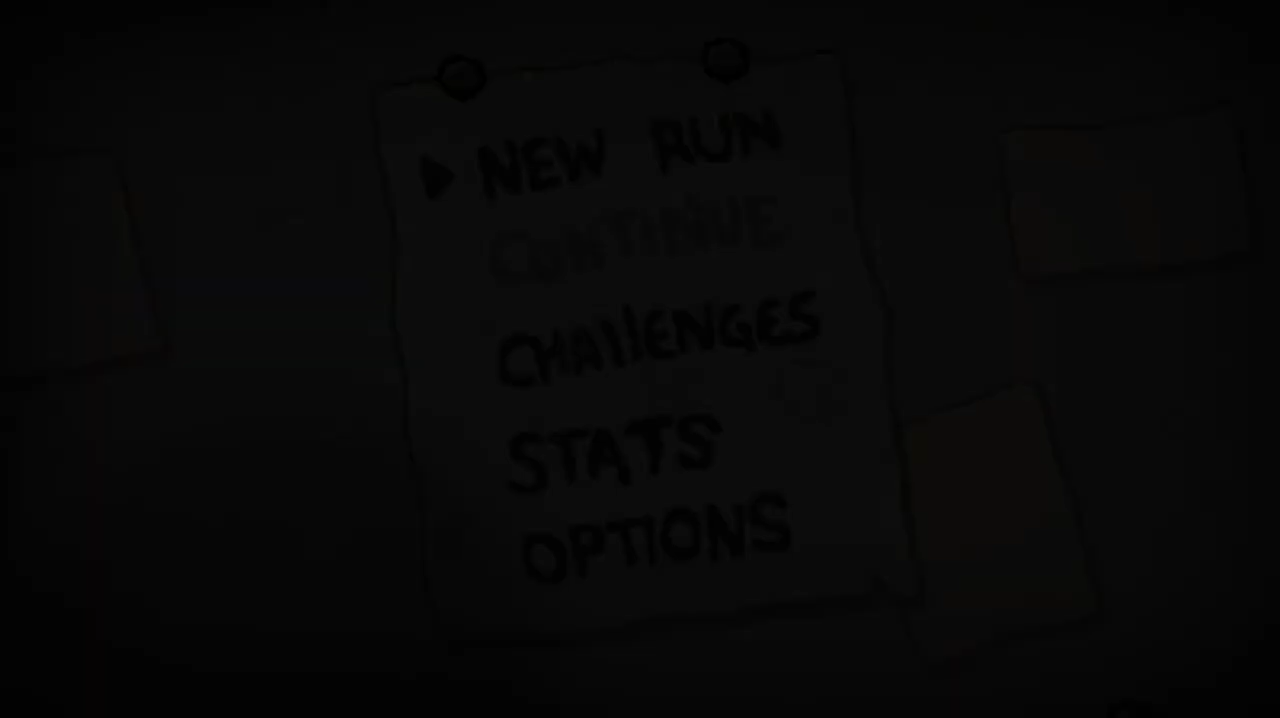 NEW RUN
CONTINUE
CHALLENGES
STATS
OPTIONS